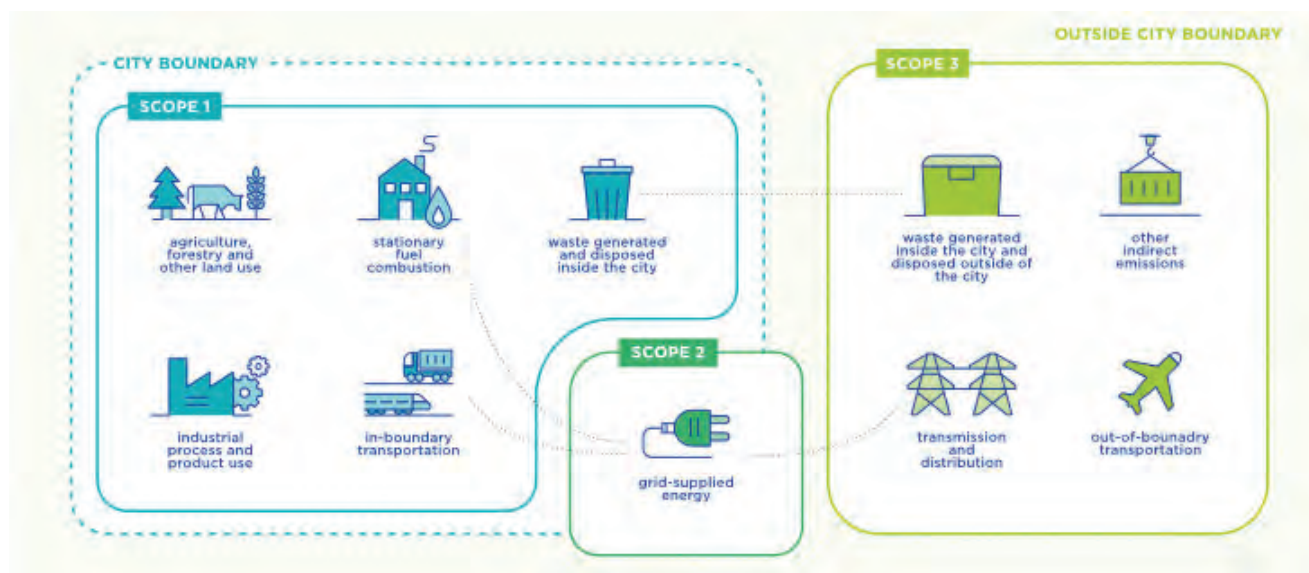 OUTSIDE CITY BOUNDARY
CITY BOUNDARY
SCOPE 1
agriculture,
forestry and
other land use
stationary
fuel
combustion
waste generated
and disposed
inside the city
industrial
process and
product use
in-boundary
transportation
SCOPE 2
grid-supplied
energy
SCOPE 3
waste generated
inside the city and
disposed outside of
the city
other
indirect
emissions
transmission
and
distribution
out-of-bounadry
transportation